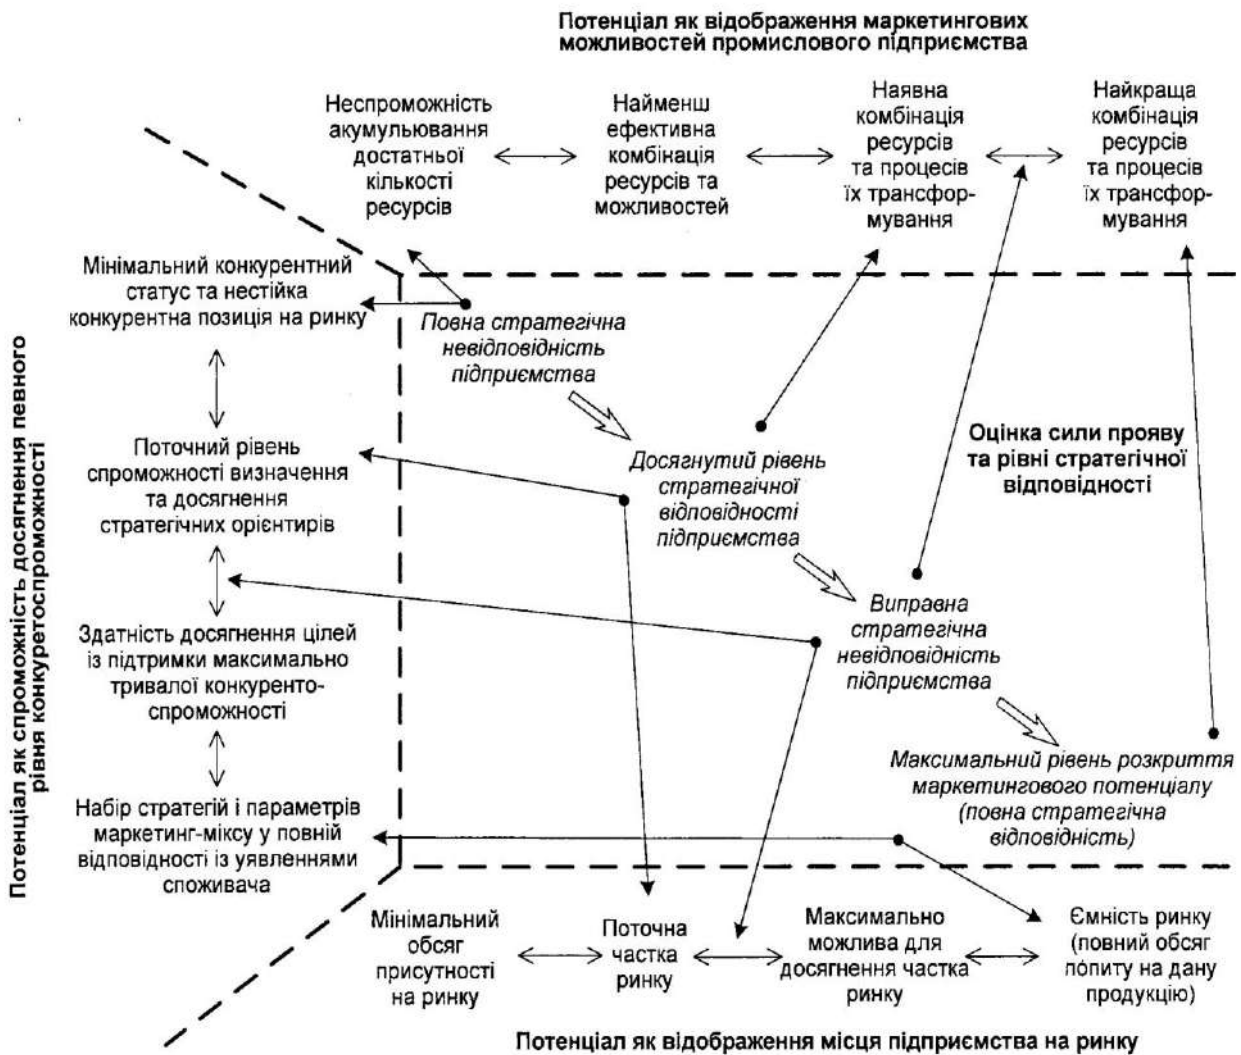 Потенціал як відображення маркетингових
можливостей промислового підприємства
Неспроможність
акумульовання
достатньої
кількості
ресурсів
Найменш
ефективна
комбінація
ресурсів та
можливостей
Наявна
комбінація
ресурсів
та процесів
їх трансфор-
мування
Найкраща
комбінація
ресурсів
та процесів
їх трансфор-
мування
Потенціал як спроможність досягнення певного
рівня конкуретоспроможності
Мінімальний конкурентний
статус та нестійка
конкурентна позиція на ринку
Поточний рівень
спроможності визначення
та досягнення
стратегічних орієнтирів
Здатність досягнення цілей
із підтримки максимально
тривалої конкуренто-
спроможності
Набір стратегій і параметрів
маркетинг-міксу у повній
відповідності із уявленнями
споживача
Повна стратегічна
невідповідність
підприємства
Досягнутий рівень
стратегічної
відповідності
підприємства
Виправна
стратегічна
невідповідність
підприємства
Максимальний рівень розкриття
маркетингового потенціалу
(повна стратегічна
відповідність)
Оцінка сили прояву
та рівні стратегічної
відповідності
Мінімальний
обсяг
присутності
на ринку
Поточна
частка
ринку
Максимально
можлива для
досягнення частка
ринку
Ємність ринку
(повний обсяг
попиту на дану
продукцію)
Потенціал як відображення місця підприємства на ринку